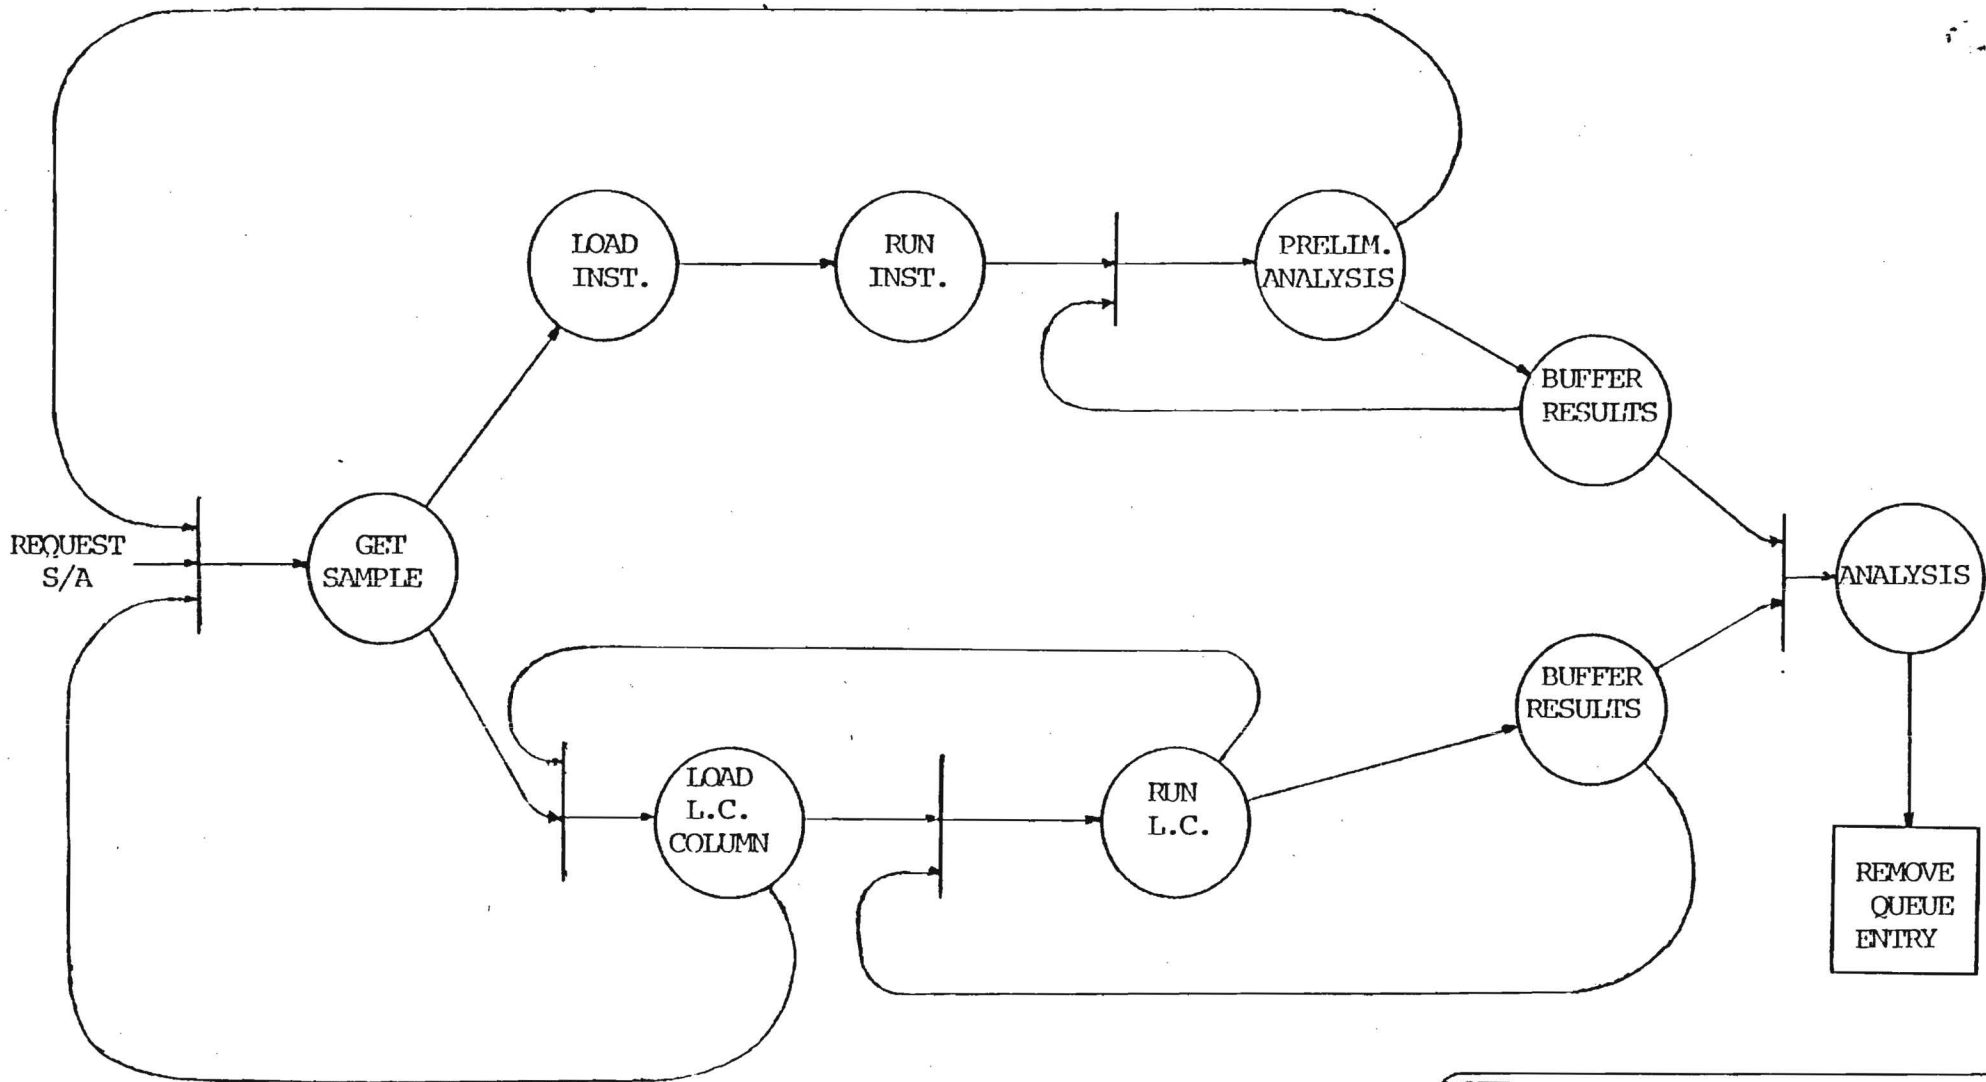 LOAD
INST.
RUN
INST.
PRELIM.
ANALYSIS
BUFFER
RESULTS
REQUEST
S/A
GET
SAMPLE
ANALYSIS
BUFFER
RESULTS
LOAD
L.C.
COLUMN
RUN
L.C.
REMOVE
QUEUE
ENTRY